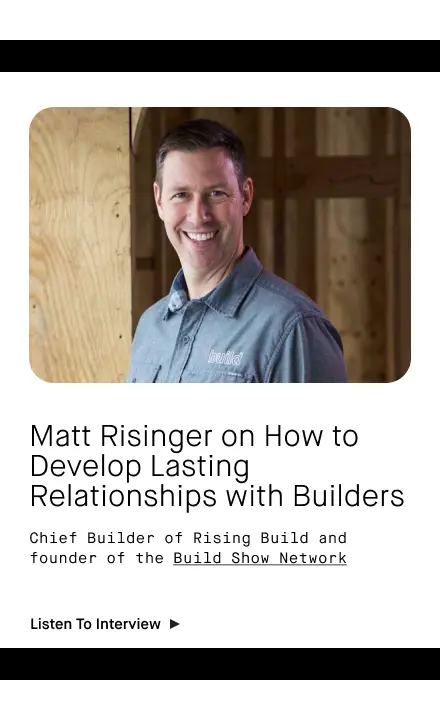 build
Matt Risinger on How to
Develop Lasting
Relationships with Builders
Chief Builder of Rising Build and
founder of the Build Show Network
Listen To Interview ▶